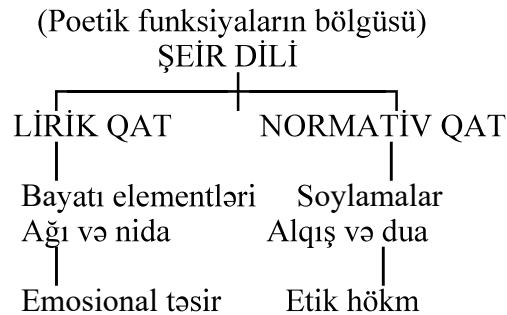 (Poetik funksiyaların bölgüsü)
ŞEİR DİLİ
LİRİK QAT NORMATİV QAT
Bayatı elementləri Soylamalar
Ağı və nida Alqış və dua
Emosional təsir Etik hökm